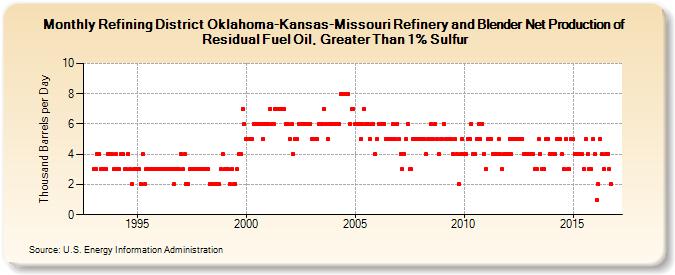 Monthly Refining District Oklahoma-Kansas-Missouri Refinery and Blender Net Production of
Residual Fuel Oil, Greater Than 1% Sulfur
Thousand Barrels per Day
10
8
6
4
2
0
1995
2000
2005
2010
2015
Source: U.S. Energy Information Administration